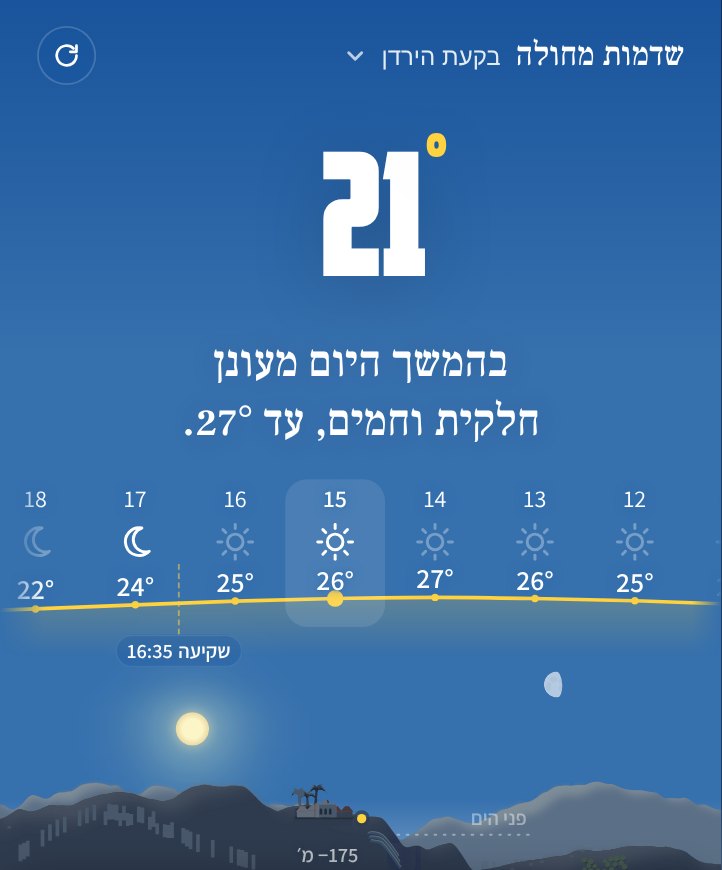 שדמות מחולה בקעת הירדן
21°
בהמשך היום מעונן
חלקית וחמים, עד 27°.
12 13 14 15 16 17 18
25° 26° 27° 26° 25° 24° 22°
שקיעה 16:35
פני הים
−175 מ׳